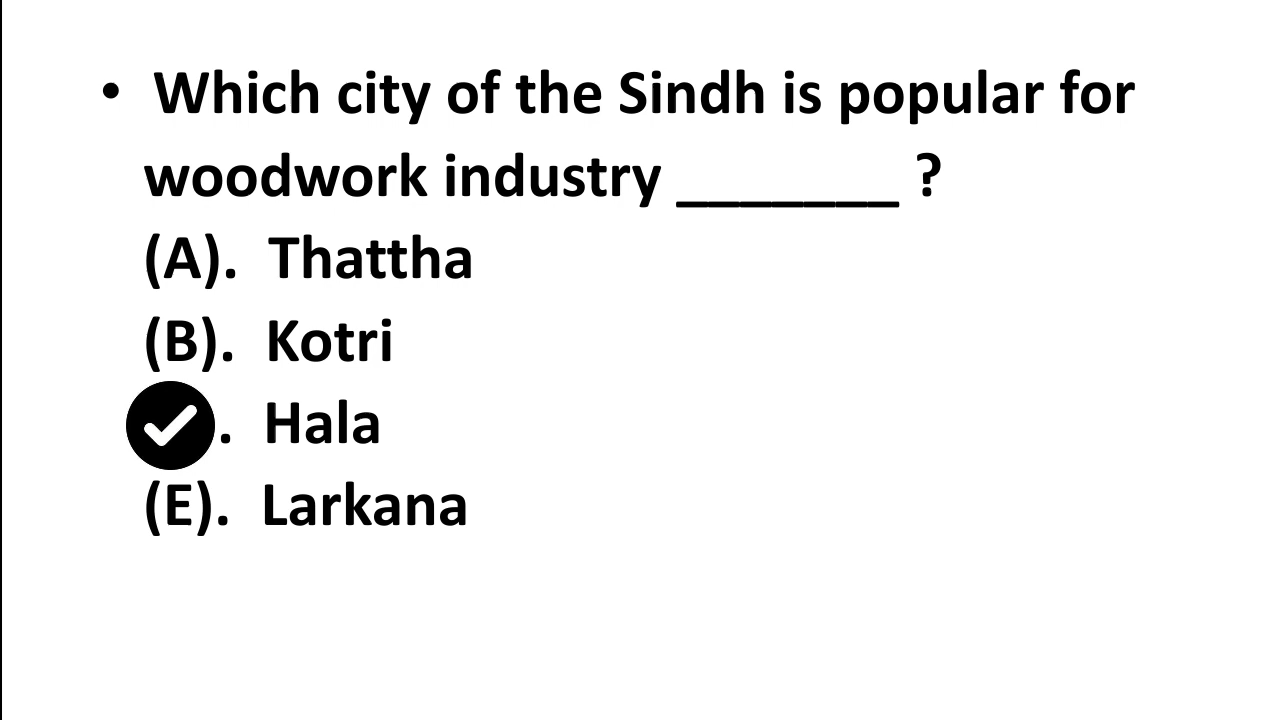 • Which city of the Sindh is popular for
woodwork industry _______ ?
(A). Thattha
(B). Kotri
. Hala
(E). Larkana